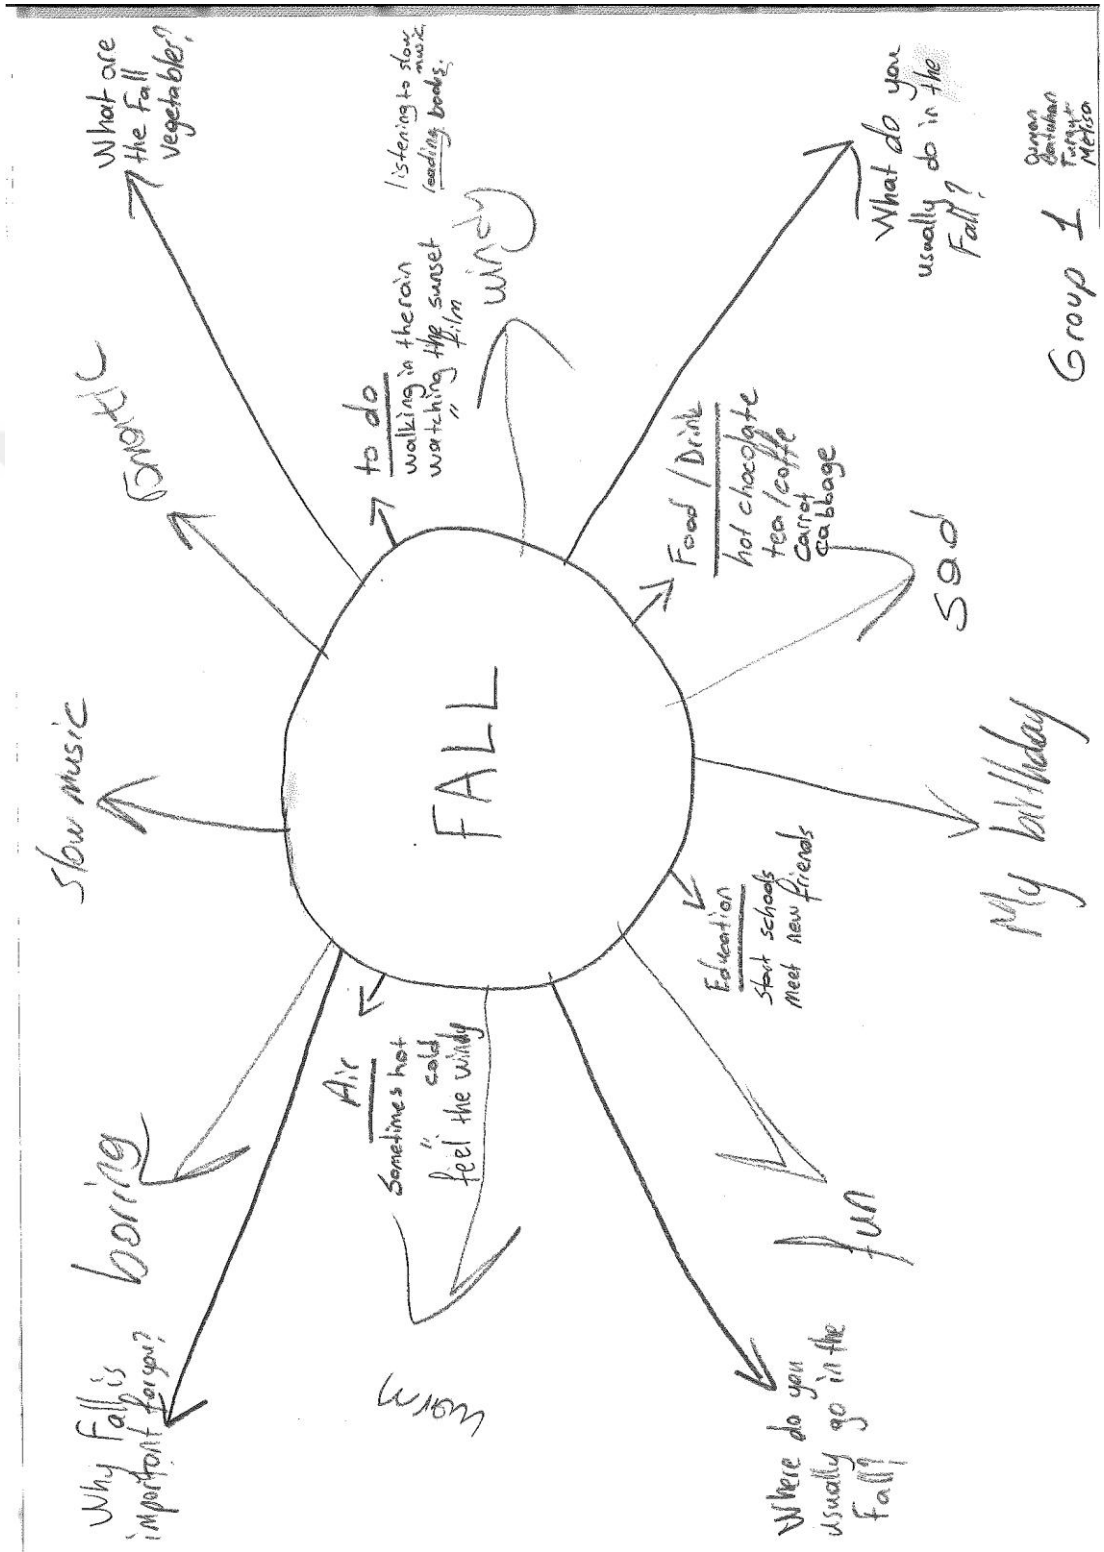 Why Fall is
important for you?
boring
Slow music
romantic
What are
the Fall
vegetables?
Air
Sometimes hot
" cold
feel the windy
warm
FALL
to do
walking in the rain
watching the sunset
" film
listening to slow music
reading books.
windy
Education
Start schools
Meet new friends
Food / Drink
hot chocolate
tea / coffe
carrot
cabbage
fun
My birthday
Sad
Where do you
usually go in the
Fall?
What do you
usually do in the
Fall?
Group 1
Batuhan
Turgut
Melisa